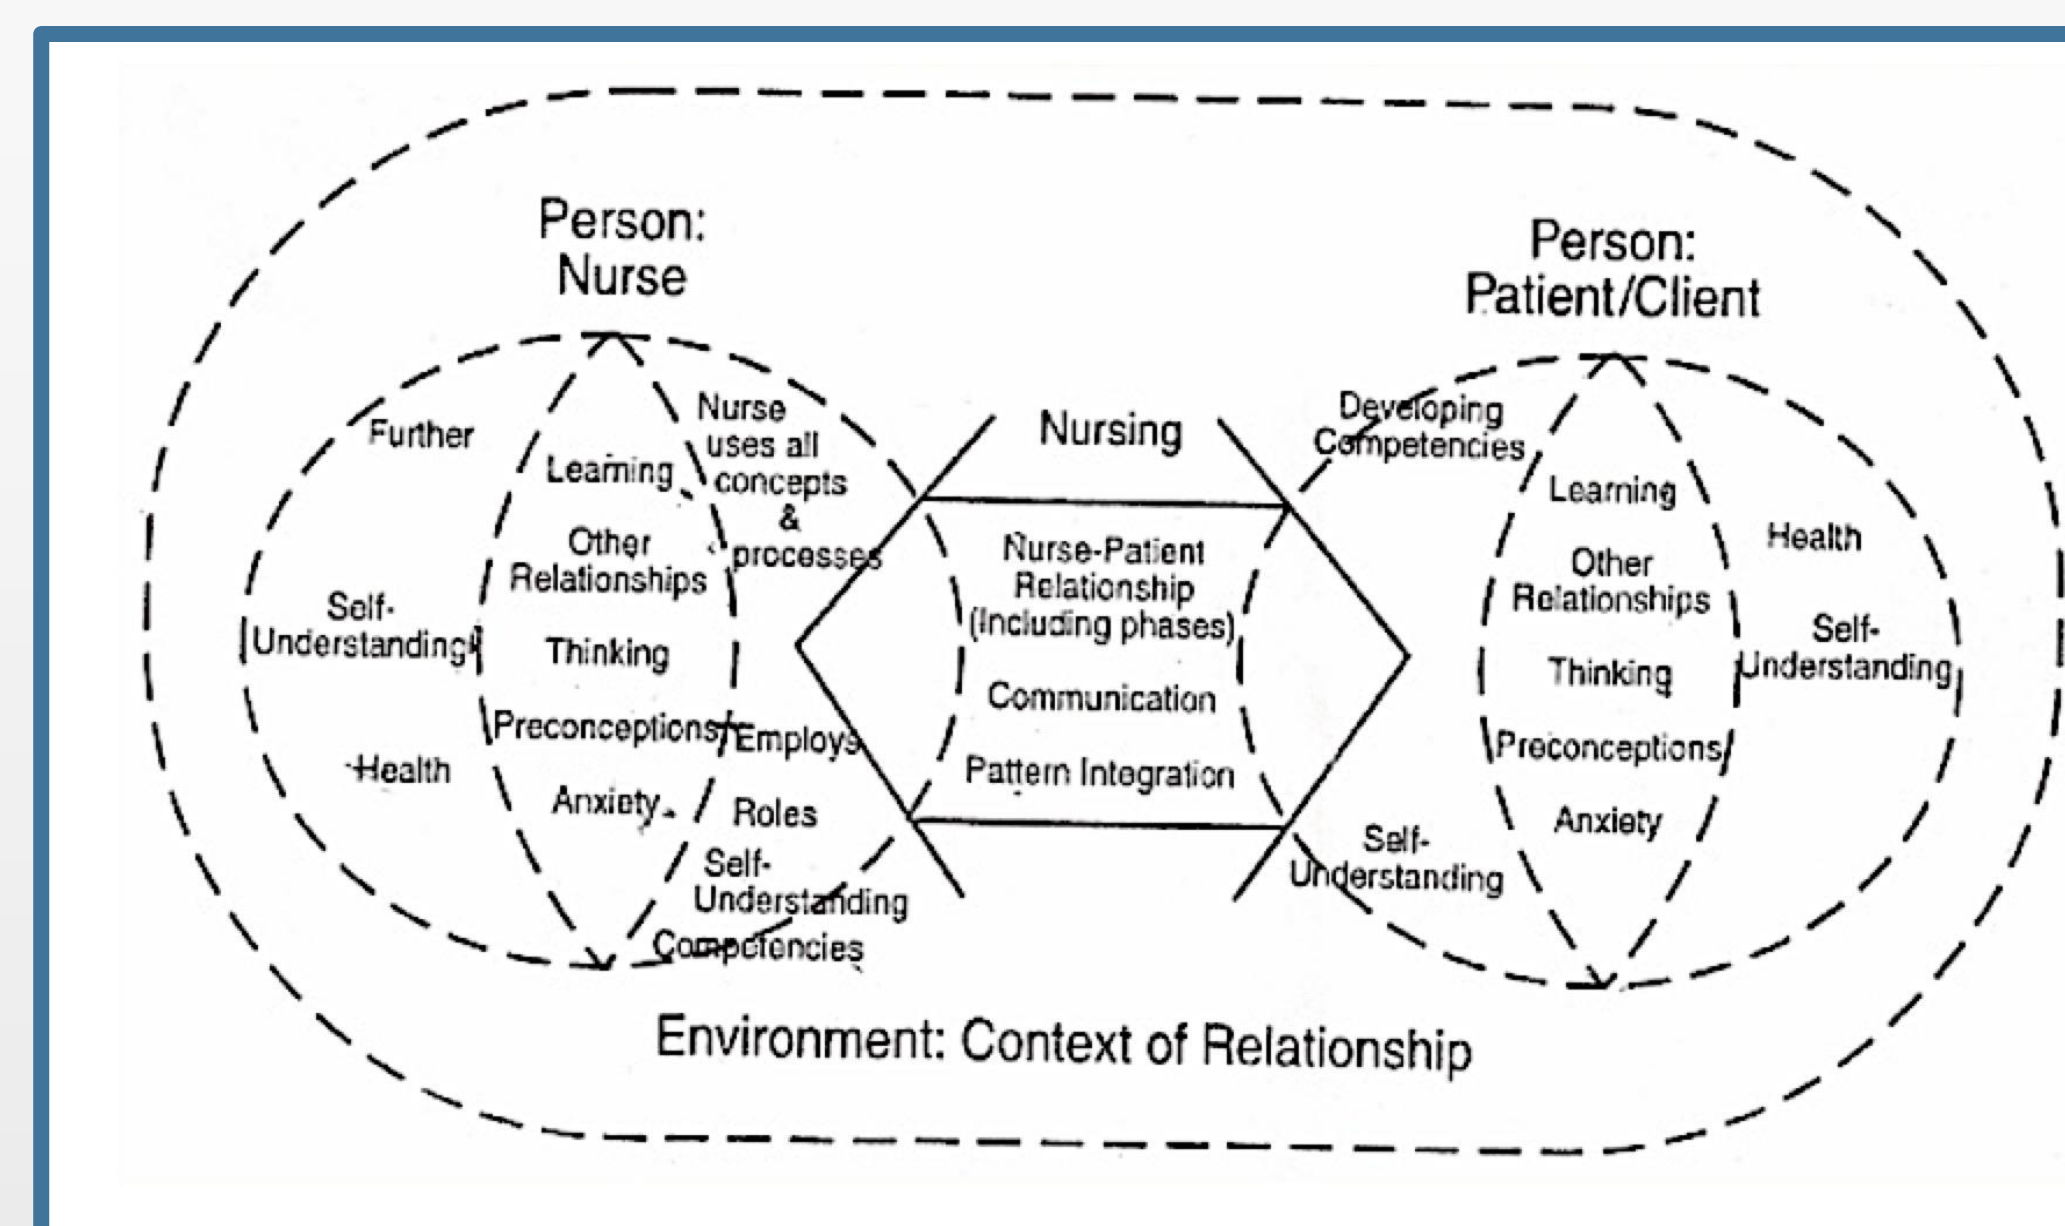 Person:
Nurse
Further
Self-
Understanding
Health
Learning
Other
Relationships
Thinking
Preconceptions
Anxiety
Nurse
uses all
concepts
&
processes
Employs
Roles
Self-
Understanding
Competencies
Nursing
Nurse-Patient
Relationship
(Including phases)
Communication
Pattern Integration
Person:
Patient/Client
Developing
Competencies
Self-
Understanding
Learning
Other
Relationships
Thinking
Preconceptions
Anxiety
Health
Self-
Understanding
Environment: Context of Relationship